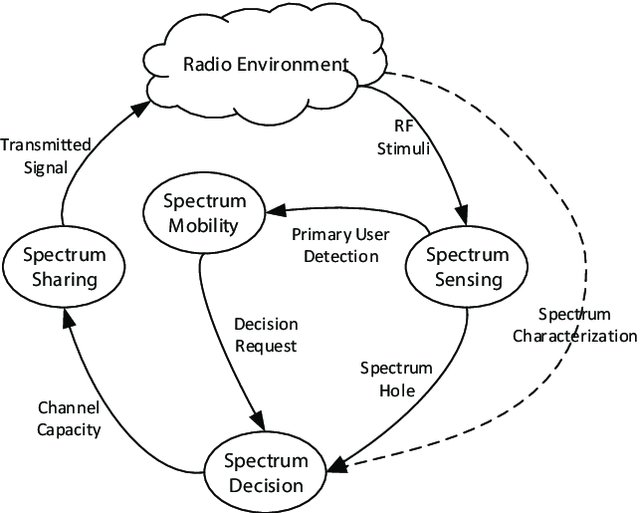 Radio Environment
Transmitted
Signal
RF
Stimuli
Spectrum
Mobility
Primary User
Detection
Spectrum
Sharing
Spectrum
Sensing
Decision
Request
Spectrum
Characterization
Spectrum
Hole
Channel
Capacity
Spectrum
Decision